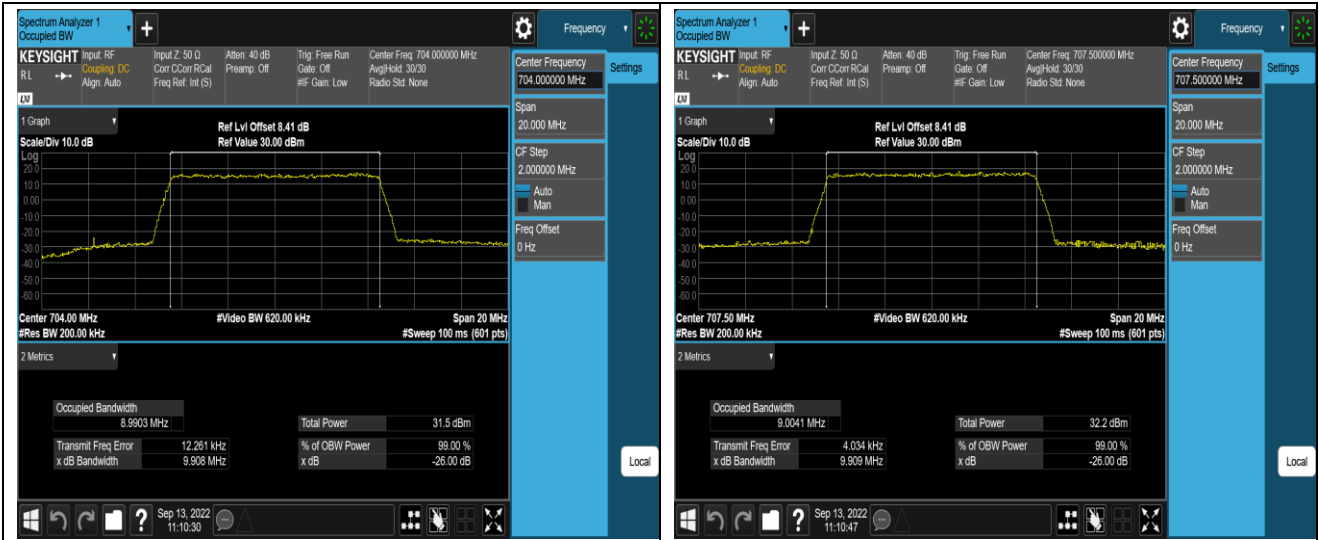 Spectrum Analyzer 1
Occupied BW
+
Frequency
KEYSIGHT Input: RF Input Z: 50 Ω Atten: 40 dB Trig: Free Run Center Freq: 704.000000 MHz
RL Coupling: DC Corr CCorr RCal Preamp: Off Gate: Off Avg|Hold: 30/30
Align: Auto Freq Ref: Int (S) #IF Gain: Low Radio Std: None
LXI
Center Frequency
704.000000 MHz
Settings
Span
20.000 MHz
CF Step
2.000000 MHz
Auto
Man
Freq Offset
0 Hz
1 Graph
Ref Lvl Offset 8.41 dB
Scale/Div 10.0 dB Ref Value 30.00 dBm
Log
20.0
10.0
0.00
-10.0
-20.0
-30.0
-40.0
-50.0
-60.0
Center 704.00 MHz #Video BW 620.00 kHz Span 20 MHz
#Res BW 200.00 kHz #Sweep 100 ms (601 pts)
2 Metrics
Occupied Bandwidth
8.9903 MHz Total Power 31.5 dBm
Transmit Freq Error 12.261 kHz % of OBW Power 99.00 %
x dB Bandwidth 9.908 MHz x dB -26.00 dB
Local
? Sep 13, 2022
11:10:30
Spectrum Analyzer 1
Occupied BW
+
Frequency
KEYSIGHT Input: RF Input Z: 50 Ω Atten: 40 dB Trig: Free Run Center Freq: 707.500000 MHz
RL Coupling: DC Corr CCorr RCal Preamp: Off Gate: Off Avg|Hold: 30/30
Align: Auto Freq Ref: Int (S) #IF Gain: Low Radio Std: None
LXI
Center Frequency
707.500000 MHz
Settings
Span
20.000 MHz
CF Step
2.000000 MHz
Auto
Man
Freq Offset
0 Hz
1 Graph
Ref Lvl Offset 8.41 dB
Scale/Div 10.0 dB Ref Value 30.00 dBm
Log
20.0
10.0
0.00
-10.0
-20.0
-30.0
-40.0
-50.0
-60.0
Center 707.50 MHz #Video BW 620.00 kHz Span 20 MHz
#Res BW 200.00 kHz #Sweep 100 ms (601 pts)
2 Metrics
Occupied Bandwidth
9.0041 MHz Total Power 32.2 dBm
Transmit Freq Error 4.034 kHz % of OBW Power 99.00 %
x dB Bandwidth 9.909 MHz x dB -26.00 dB
Local
? Sep 13, 2022
11:10:47